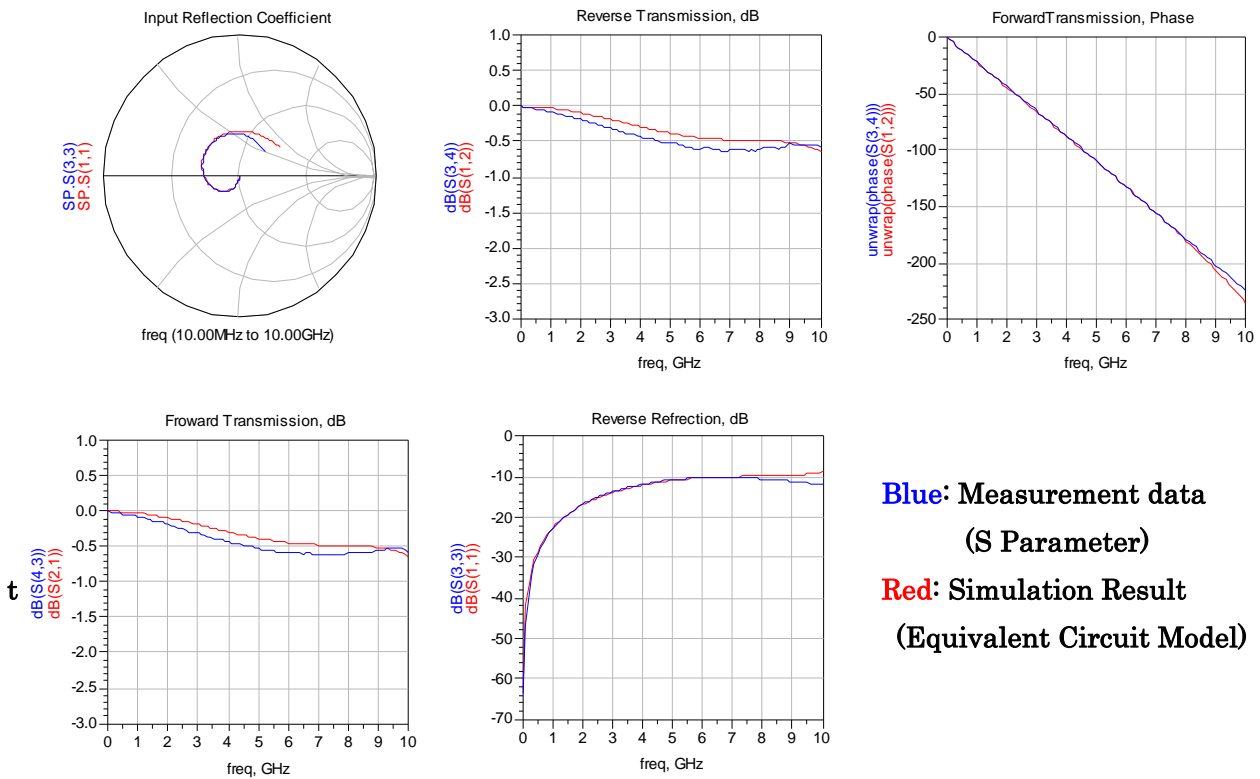 Input Reflection Coefficient
SP.S(3,3)
SP.S(1,1)
freq (10.00MHz to 10.00GHz)
Reverse Transmission, dB
1.0
0.5
0.0
-0.5
-1.0
-1.5
-2.0
-2.5
-3.0
dB(S(3,4))
dB(S(1,2))
0 1 2 3 4 5 6 7 8 9 10
freq, GHz
ForwardTransmission, Phase
0
-50
-100
-150
-200
-250
unwrap(phase(S(3,4)))
unwrap(phase(S(1,2)))
0 1 2 3 4 5 6 7 8 9 10
freq, GHz
Froward Transmission, dB
1.0
0.5
0.0
-0.5
-1.0
-1.5
-2.0
-2.5
-3.0
t
dB(S(4,3))
dB(S(2,1))
0 1 2 3 4 5 6 7 8 9 10
freq, GHz
Reverse Refrection, dB
0
-10
-20
-30
-40
-50
-60
-70
dB(S(3,3))
dB(S(1,1))
0 1 2 3 4 5 6 7 8 9 10
freq, GHz
Blue: Measurement data
(S Parameter)
Red: Simulation Result
(Equivalent Circuit Model)